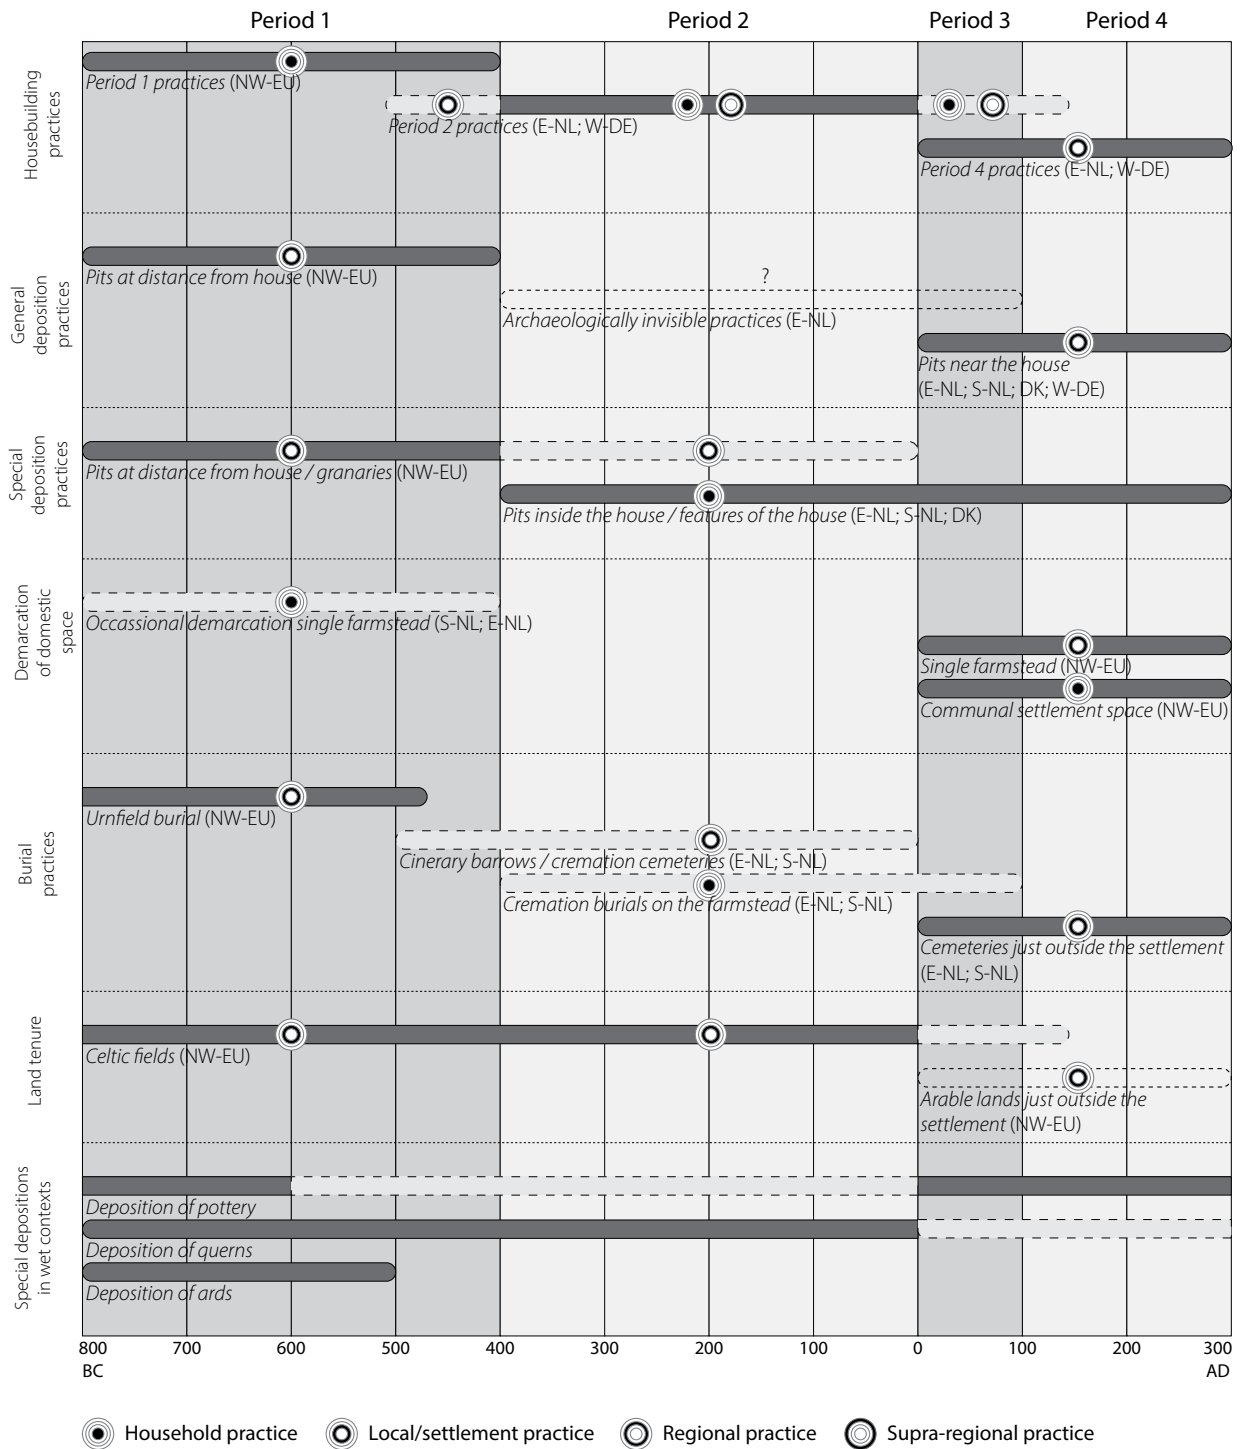 Period 1 Period 2 Period 3 Period 4
Housebuilding
practices
Period 1 practices (NW-EU)
Period 2 practices (E-NL; W-DE)
Period 4 practices (E-NL; W-DE)
General
deposition
practices
Pits at distance from house (NW-EU)
?
Archaeologically invisible practices (E-NL)
Pits near the house
(E-NL; S-NL; DK; W-DE)
Special
deposition
practices
Pits at distance from house / granaries (NW-EU)
Pits inside the house / features of the house (E-NL; S-NL; DK)
Demarcation
of domestic
space
Occassional demarcation single farmstead (S-NL; E-NL)
Single farmstead (NW-EU)
Communal settlement space (NW-EU)
Burial
practices
Urnfield burial (NW-EU)
Cinerary barrows / cremation cemeteries (E-NL; S-NL)
Cremation burials on the farmstead (E-NL; S-NL)
Cemeteries just outside the settlement
(E-NL; S-NL)
Land tenure
Celtic fields (NW-EU)
Arable lands just outside the
settlement (NW-EU)
Special depositions
in wet contexts
Deposition of pottery
Deposition of querns
Deposition of ards
800 700 600 500 400 300 200 100 0 100 200 300
BC AD
Household practice Local/settlement practice Regional practice Supra-regional practice